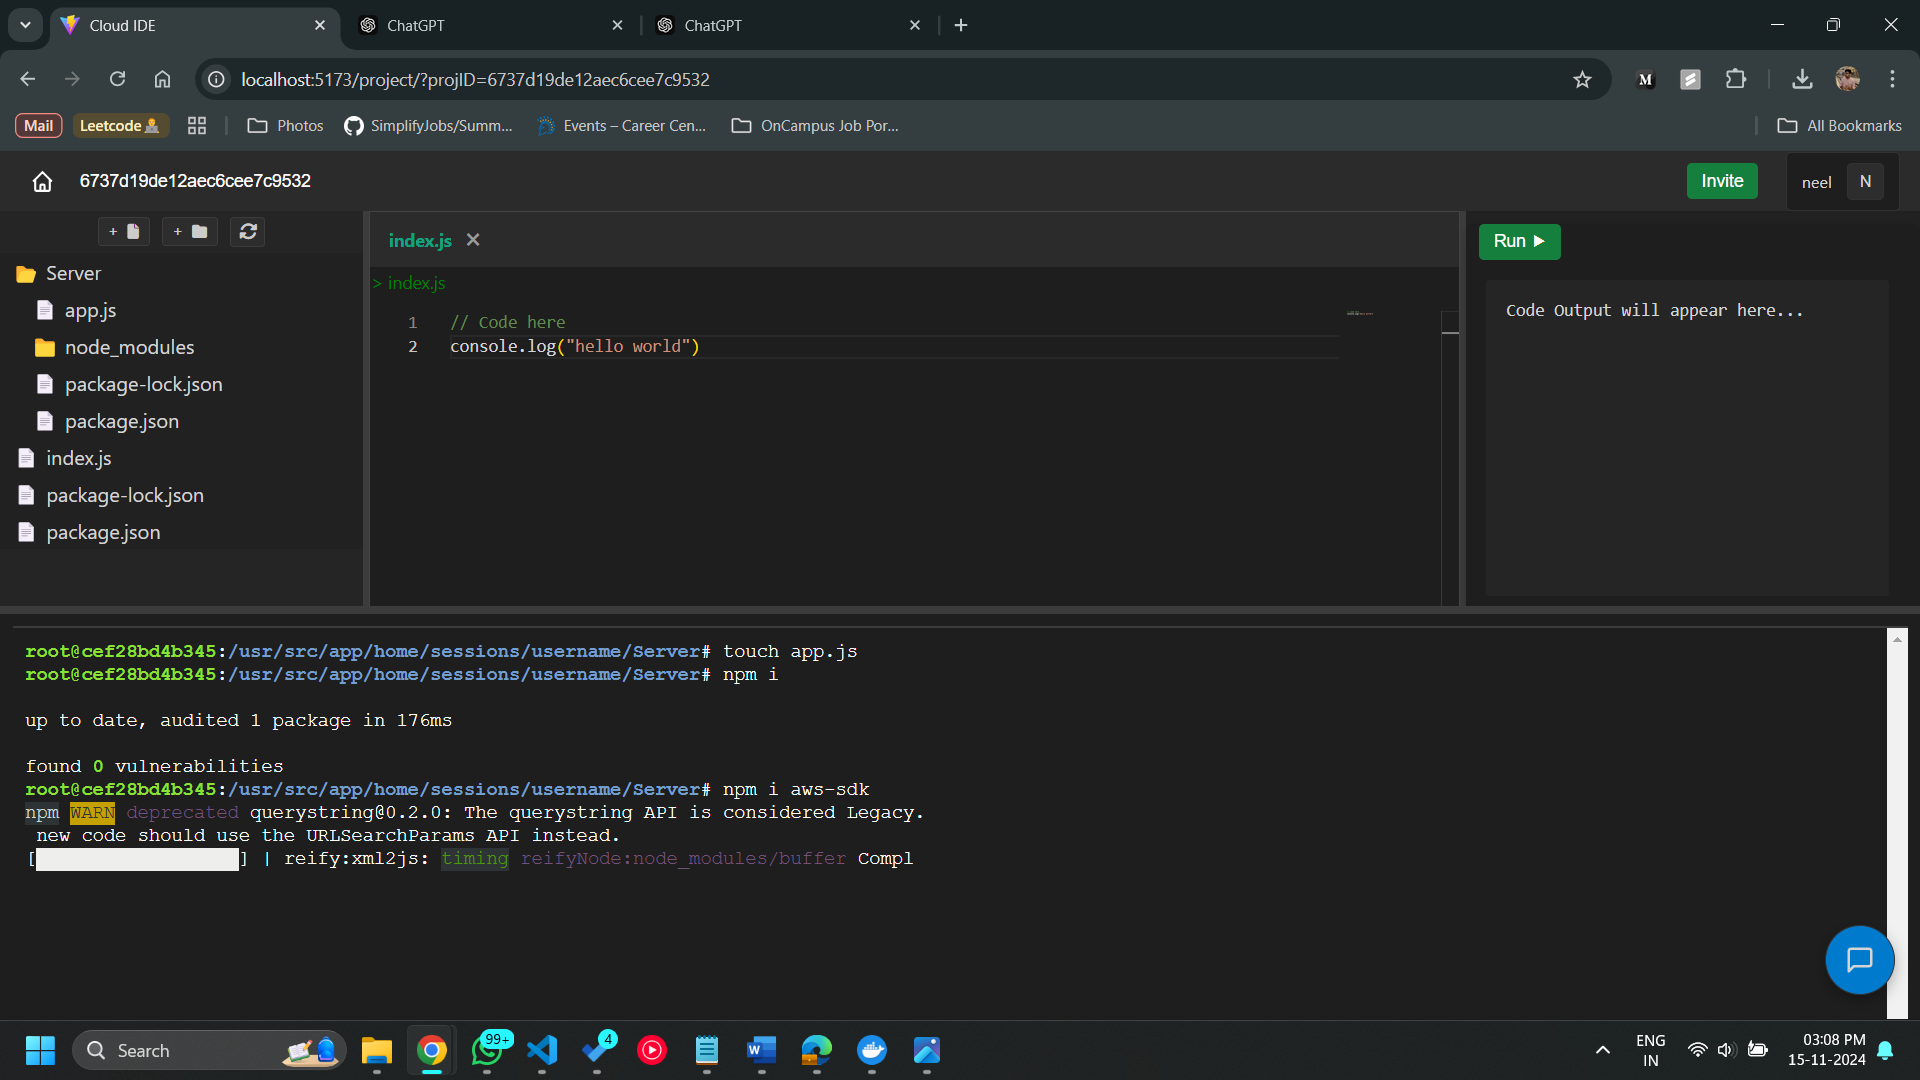 Cloud IDE
ChatGPT
ChatGPT
localhost:5173/project/?projID=6737d19de12aec6cee7c9532
M
Mail
Leetcode
Photos
SimplifyJobs/Summ...
Events – Career Cen...
OnCampus Job Por...
All Bookmarks
6737d19de12aec6cee7c9532
Invite
neel
N
+
+
index.js
Run
Server
> index.js
app.js
1 // Code here
Code Output will appear here...
node_modules
2 console.log("hello world")
package-lock.json
package.json
index.js
package-lock.json
package.json
root@cef28bd4b345:/usr/src/app/home/sessions/username/Server# touch app.js
root@cef28bd4b345:/usr/src/app/home/sessions/username/Server# npm i
up to date, audited 1 package in 176ms
found 0 vulnerabilities
root@cef28bd4b345:/usr/src/app/home/sessions/username/Server# npm i aws-sdk
npm WARN deprecated querystring@0.2.0: The querystring API is considered Legacy.
new code should use the URLSearchParams API instead.
[                  ] | reify:xml2js: timing reifyNode:node_modules/buffer Compl
Search
99+
4
W
ENG
IN
03:08 PM
15-11-2024